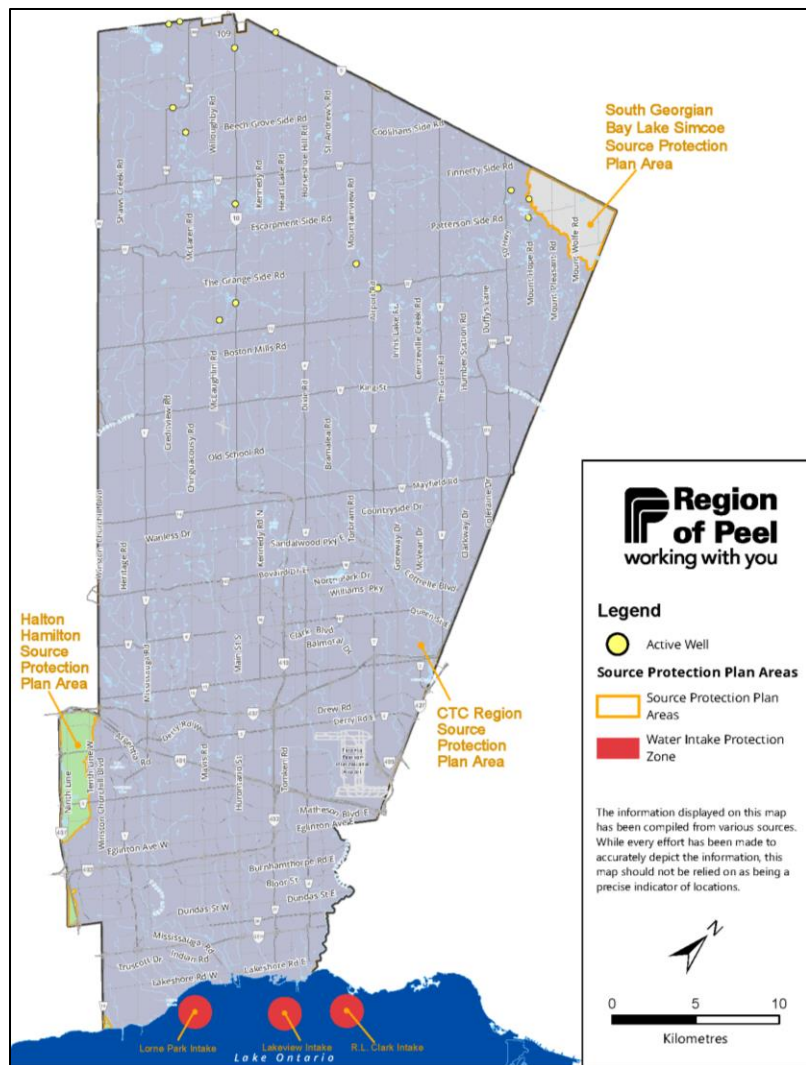 109
South Georgian
Bay Lake Simcoe
Source Protection
Plan Area
Willoughby Rd
Beech Grove Side Rd
St Andrew's Rd
Coolihans Side Rd
Finnerty Side Rd
Shaws Creek Rd
McLaren Rd
Kennedy Rd
Heart Lake Rd
Horseshoe Hill Rd
Mountainview Rd
Escarpment Side Rd
Patterson Side Rd
The Grange Side Rd
Mount Hope Rd
Mount Pleasant Rd
Mount Wolfe Rd
Airport Rd
Innis Lake Rd
Centreville Creek Rd
The Gore Rd
Humber Station Rd
Duffys Lane
Boston Mills Rd
McLaughlin Rd
King St
Creditview Rd
Chinguacousy Rd
Dixie Rd
Bramalea Rd
Old School Rd
Mayfield Rd
Countryside Dr
Wanless Dr
Kennedy Rd N
Sandalwood Pky E
Torbram Rd
Goreway Dr
McVean Dr
Clarkway Dr
Coleraine Dr
Winston Churchill Blvd
Heritage Rd
Bovaird Dr E
North Park Dr
Williams Pky
Cottrelle Blvd
Queen St E
Halton
Hamilton
Source
Protection
Plan Area
Mississauga Rd
Main St S
Clark Blvd
Balmoral Dr
CTC Region
Source
Protection
Plan Area
Drew Rd
Derry Rd E
Derry Rd W
Argentia
Rd
Ninth Line
Tenth Line W
Winston Churchill Blvd
Mavis Rd
Hurontario St
Tomken Rd
Matheson Blvd E
Eglinton Ave E
Eglinton Ave W
Burnhamthorpe Rd E
Bloor St
Dundas St E
Dundas St W
Mississauga Rd
Indian Rd
Truscott Dr
Lakeshore Rd E
Lakeshore Rd W
Lorne Park Intake
Lakeview Intake
R.L. Clark Intake
Lake Ontario
Region
of Peel
working with you
Legend
Active Well
Source Protection Plan Areas
Source Protection Plan
Areas
Water Intake Protection
Zone
The information displayed on this map
has been compiled from various sources.
While every effort has been made to
accurately depict the information, this
map should not be relied on as being a
precise indicator of locations.
N
0 5 10
Kilometres